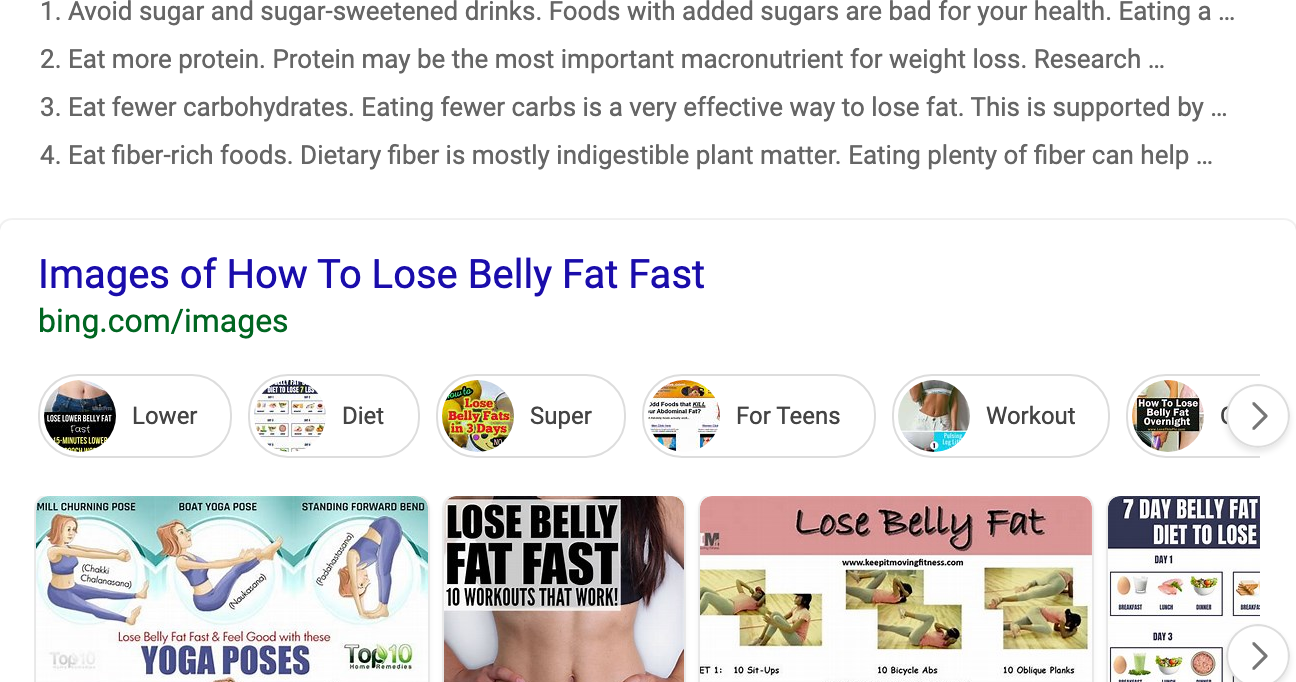 1. Avoid sugar and sugar-sweetened drinks. Foods with added sugars are bad for your health. Eating a ...
2. Eat more protein. Protein may be the most important macronutrient for weight loss. Research ...
3. Eat fewer carbohydrates. Eating fewer carbs is a very effective way to lose fat. This is supported by ...
4. Eat fiber-rich foods. Dietary fiber is mostly indigestible plant matter. Eating plenty of fiber can help ...
Images of How To Lose Belly Fat Fast
bing.com/images
LOSE LOWER BELLY FAT
Fast
Lower
DIET TO LOSE 7 LBS
Diet
How to
Lose
Belly Fats
in 3 Days
Super
Odd Foods that KILL
Abdominal Fat?
For Teens
Workout
How To Lose
Belly Fat
Overnight
MILL CHURNING POSE
BOAT YOGA POSE
STANDING FORWARD BEND
(Chakki
Chalanasana)
(Naukasana)
(Padahastasana)
Lose Belly Fat Fast & Feel Good with these
YOGA POSES
Top10
Top10
Home Remedies
LOSE BELLY
FAT FAST
10 WORKOUTS THAT WORK!
Lose Belly Fat
www.keepitmovingfitness.com
ET 1:
10 Sit-Ups
10 Bicycle Abs
10 Oblique Planks
7 DAY BELLY FAT
DIET TO LOSE
DAY 1
BREAKFAST
LUNCH
DINNER
DAY 3